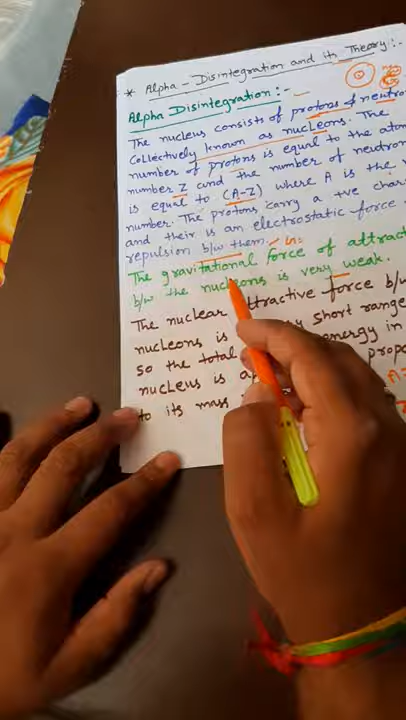 * Alpha - Disintegration and its Theory :-
Alpha Disintegration :-
The nucleus consists of protons & neutro
Collectively known as nucleons. The
number of protons is equal to the atom
number Z and the number of neutron
is equal to (A-Z) where A is the
number. The protons carry a +ve char
and their is an electrostatic force
repulsion b/w them.
The gravitational force of attract
b/w the nucleons is very weak.
The nuclear attractive force b/w
nucleons is short range
so the total energy in
nucleus is propo
to its mass